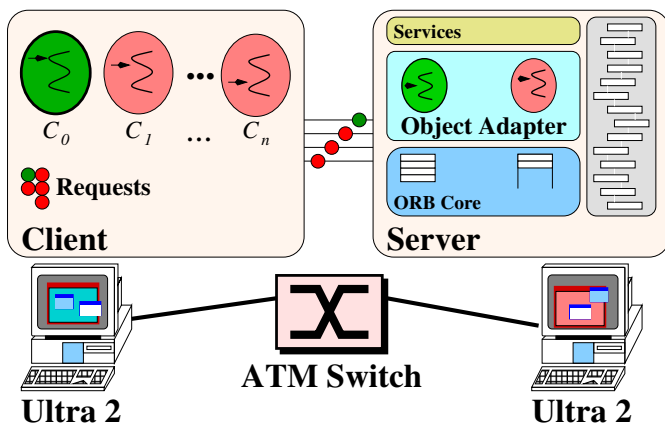 Services
C0 C1 ... Cn
Object Adapter
Requests
ORB Core
Client
Server
ATM Switch
Ultra 2
Ultra 2